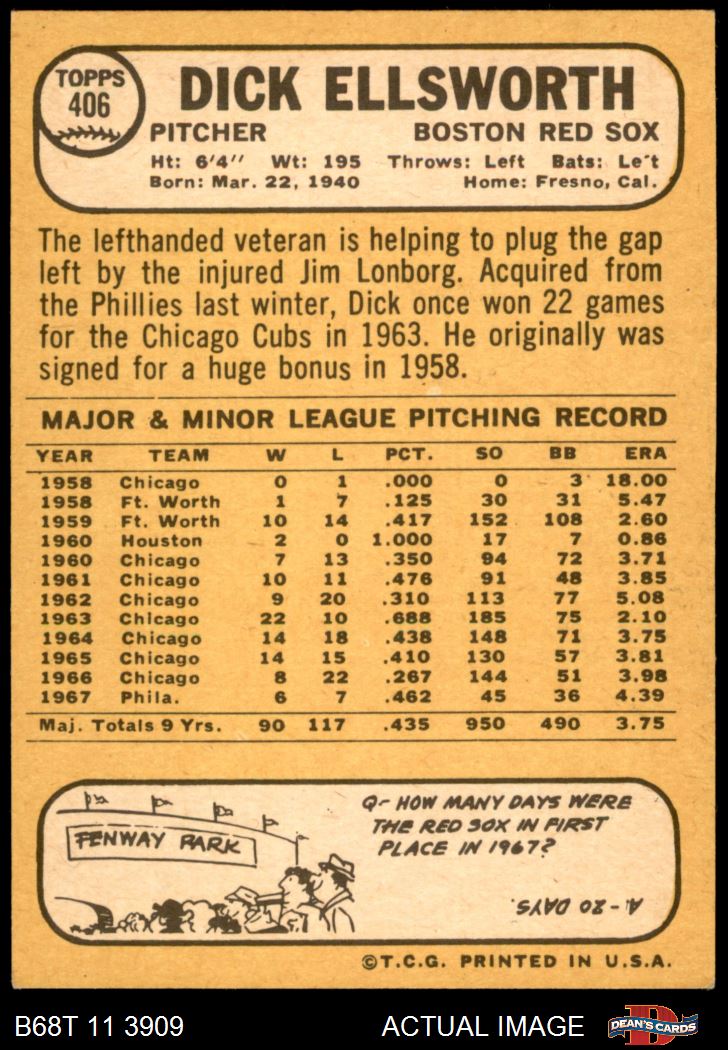 TOPPS
406
DICK ELLSWORTH
PITCHER BOSTON RED SOX
Ht: 6'4" Wt: 195 Throws: Left Bats: Le't
Born: Mar. 22, 1940 Home: Fresno, Cal.
The lefthanded veteran is helping to plug the gap
left by the injured Jim Lonborg. Acquired from
the Phillies last winter, Dick once won 22 games
for the Chicago Cubs in 1963. He originally was
signed for a huge bonus in 1958.
MAJOR & MINOR LEAGUE PITCHING RECORD
YEAR TEAM W L PCT. SO BB ERA
1958 Chicago 0 1 .000 0 3 18.00
1958 Ft. Worth 1 7 .125 30 31 5.47
1959 Ft. Worth 10 14 .417 152 108 2.60
1960 Houston 2 0 1.000 17 7 0.86
1960 Chicago 7 13 .350 94 72 3.71
1961 Chicago 10 11 .476 91 48 3.85
1962 Chicago 9 20 .310 113 77 5.08
1963 Chicago 22 10 .688 185 75 2.10
1964 Chicago 14 18 .438 148 71 3.75
1965 Chicago 14 15 .410 130 57 3.81
1966 Chicago 8 22 .267 144 51 3.98
1967 Phila. 6 7 .462 45 36 4.39
Maj. Totals 9 Yrs. 90 117 .435 950 490 3.75
FENWAY PARK
Q- HOW MANY DAYS WERE
THE RED SOX IN FIRST
PLACE IN 1967?
A-20 DAYS.
©T.C.G. PRINTED IN U.S.A.
B68T 11 3909 ACTUAL IMAGE D DEAN'S CARDS